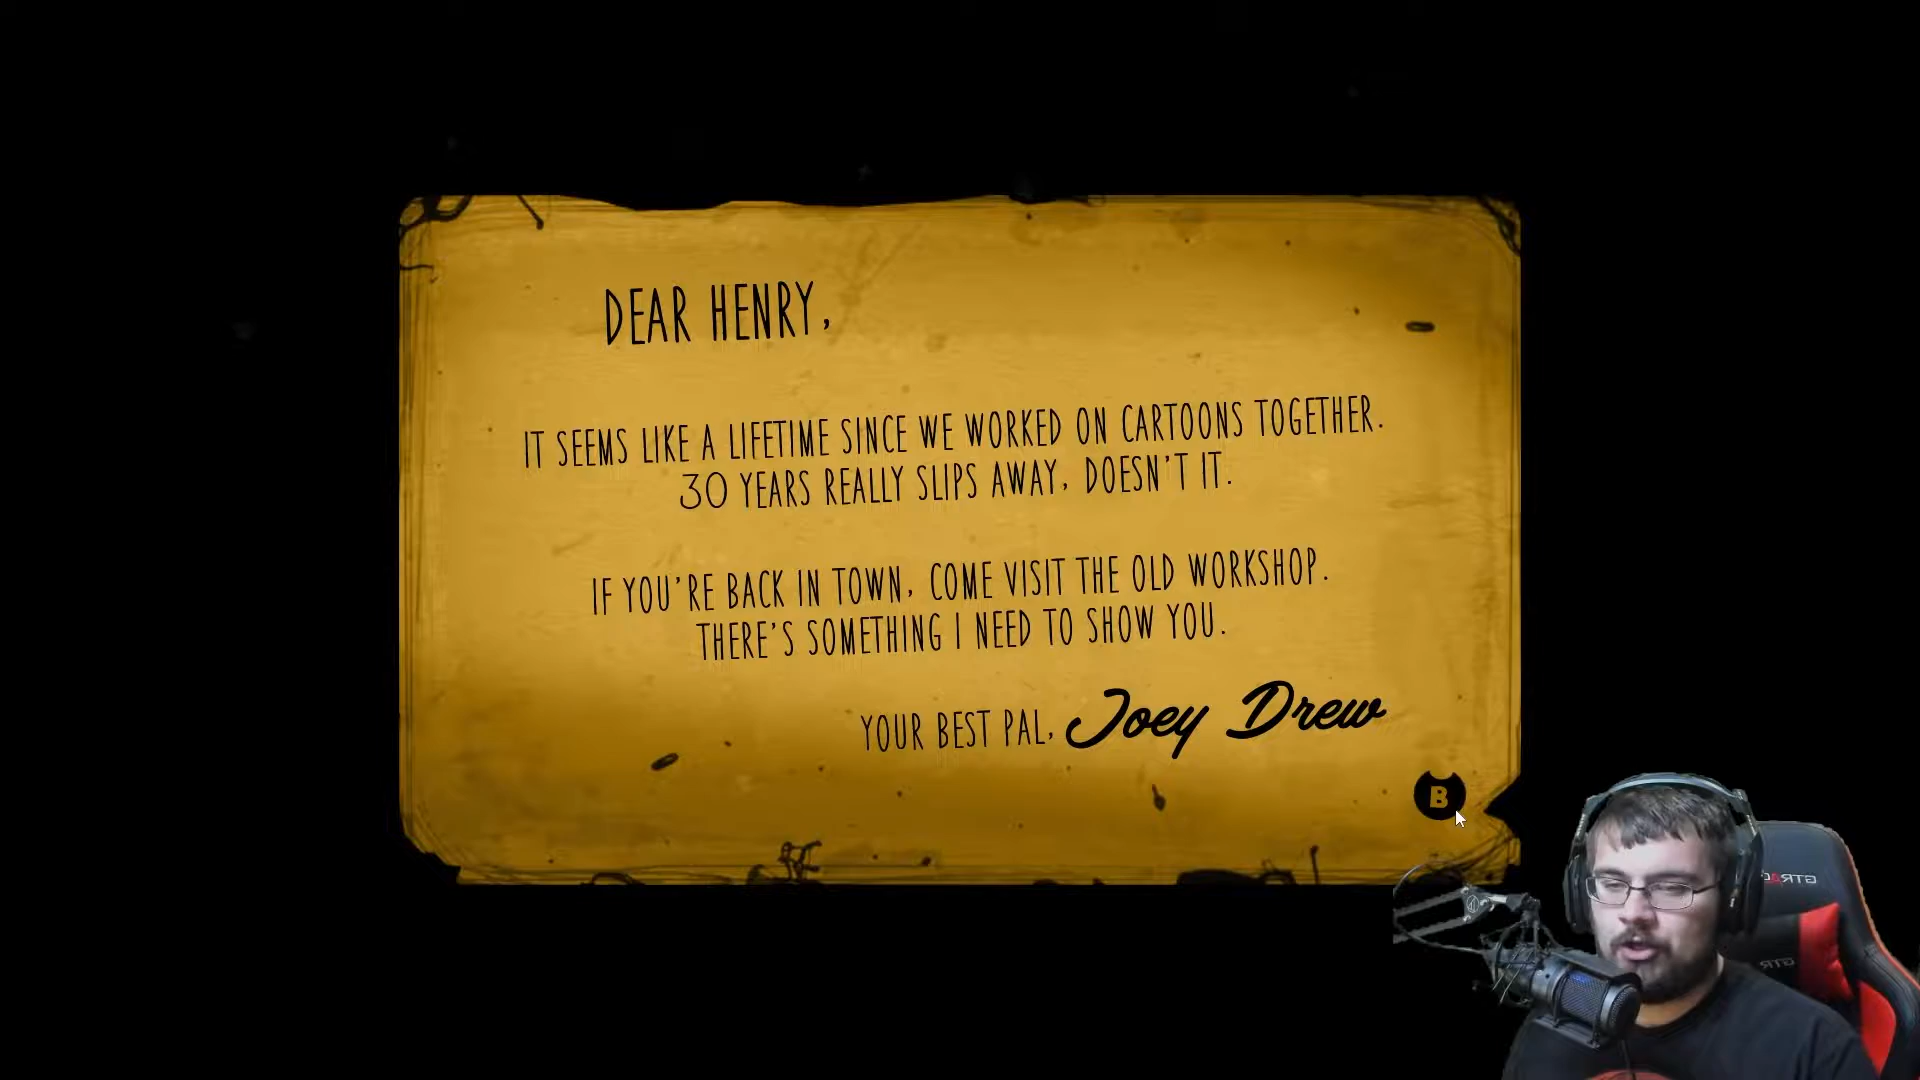 DEAR HENRY,
IT SEEMS LIKE A LIFETIME SINCE WE WORKED ON CARTOONS TOGETHER.
30 YEARS REALLY SLIPS AWAY, DOESN'T IT.
IF YOU'RE BACK IN TOWN, COME VISIT THE OLD WORKSHOP.
THERE'S SOMETHING I NEED TO SHOW YOU.
YOUR BEST PAL, Joey Drew
B